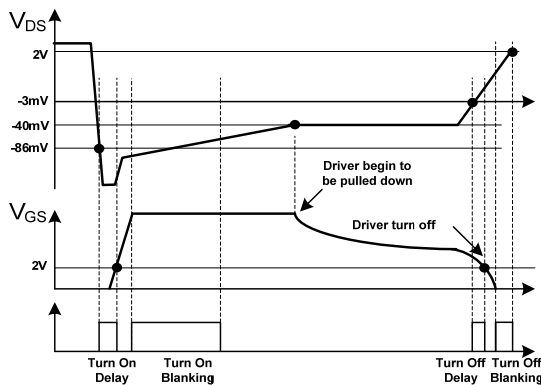 VDS
2V
-3mV
-40mV
-86mV
Driver begin to
be pulled down
VGS
Driver turn off
2V
Turn On
Delay
Turn On
Blanking
Turn Off
Delay
Turn Off
Blanking